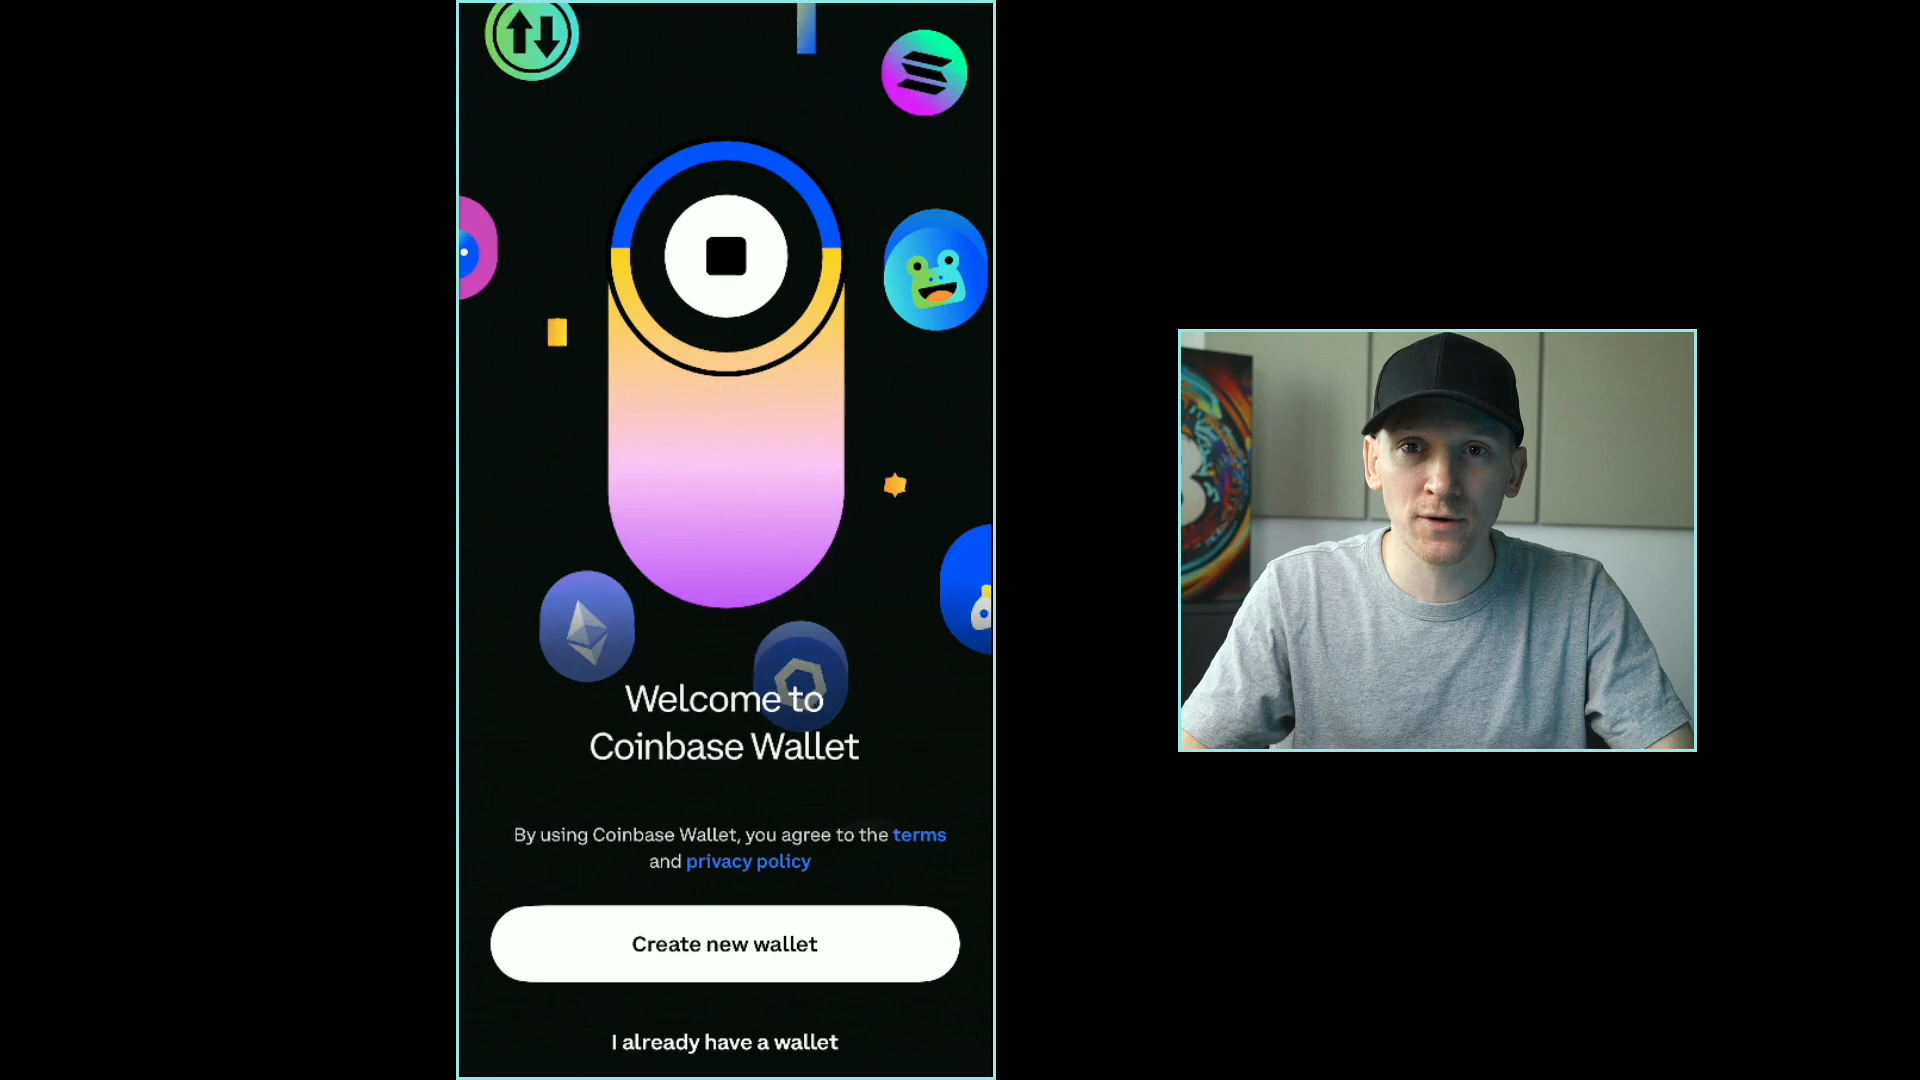 Welcome to
Coinbase Wallet
By using Coinbase Wallet, you agree to the terms
and privacy policy
Create new wallet
I already have a wallet